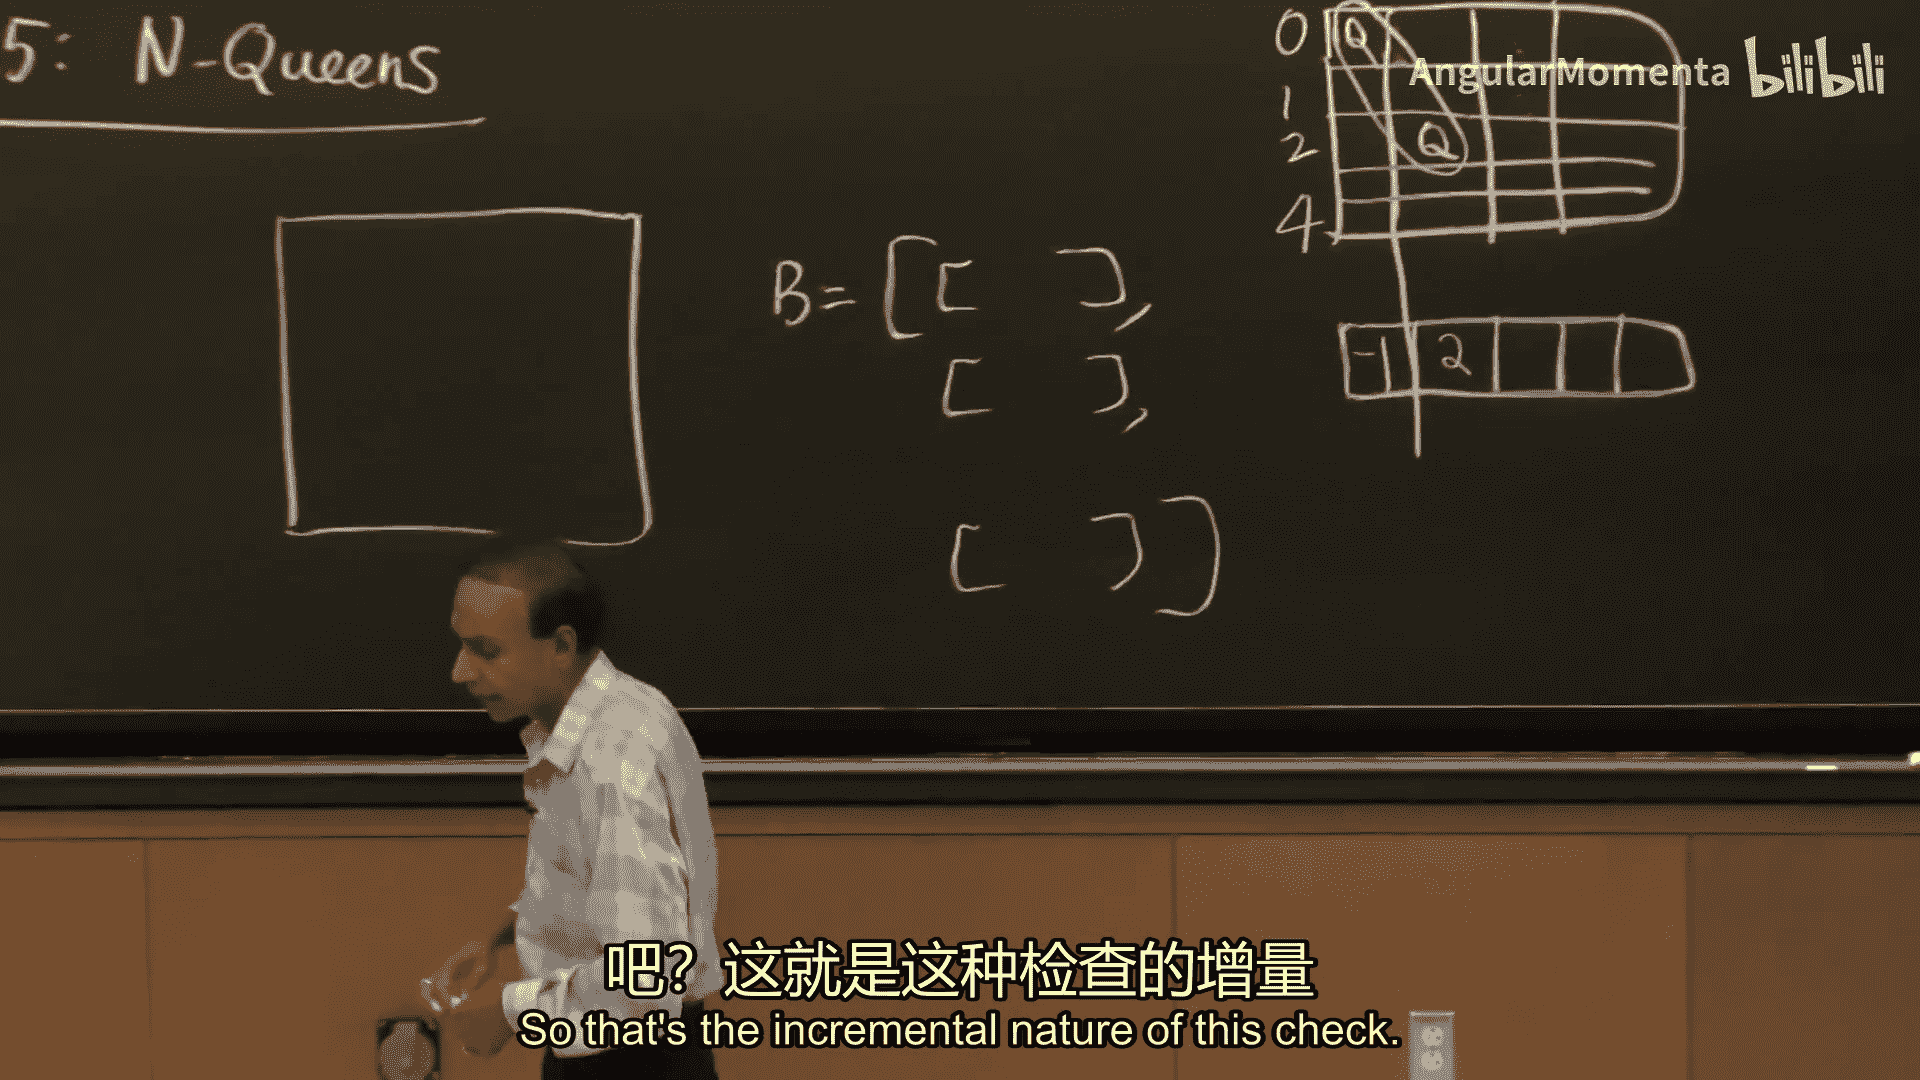 5: N-Queens
0 Q
AngularMomenta bilibili
1
2 Q
4
B = [ [ ],
[ ],
[ ] ]
-1 2
吧？这就是这种检查的增量
So that's the incremental nature of this check.